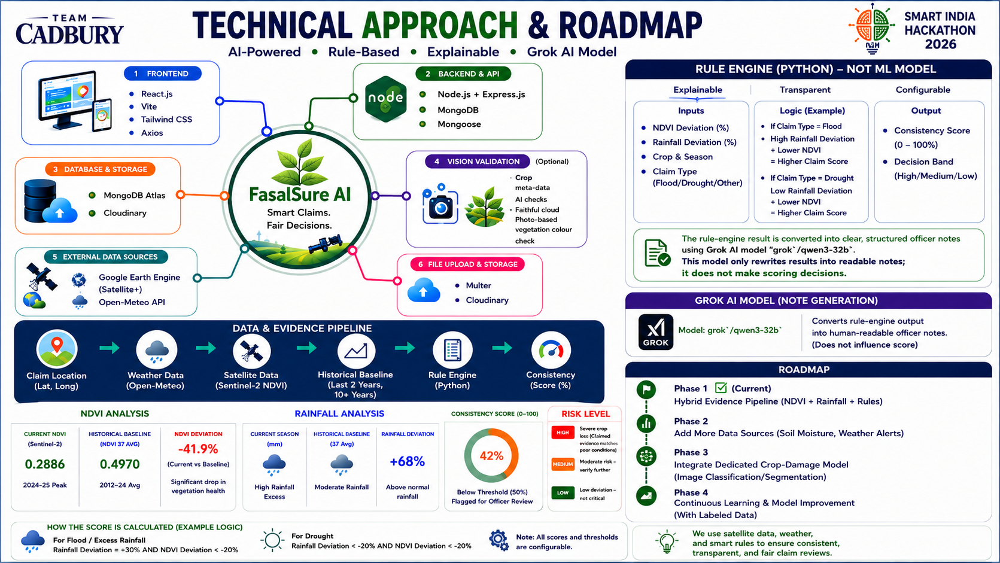 TEAM
CADBURY
TECHNICAL APPROACH & ROADMAP
AI-Powered • Rule-Based • Explainable • Grok AI Model
SMART INDIA
HACKATHON
2026
1 FRONTEND
• React.js
• Vite
• Tailwind CSS
• Axios
2 BACKEND & API
node
• Node.js + Express.js
• MongoDB
• Mongoose
3 DATABASE & STORAGE
• MongoDB Atlas
• Cloudinary
FasalSure AI
Smart Claims.
Fair Decisions.
4 VISION VALIDATION (Optional)
- Crop
meta-data
AI checks
- Faithful cloud
Photo-based
vegetation colour
check
5 EXTERNAL DATA SOURCES
Google Earth Engine
(Satellite+)
Open-Meteo API
6 FILE UPLOAD & STORAGE
• Multer
• Cloudinary
DATA & EVIDENCE PIPELINE
Claim Location
(Lat, Long)
Weather Data
(Open-Meteo)
Satellite Data
(Sentinel-2 NDVI)
Historical Baseline
(Last 2 Years,
10+ Years)
Rule Engine
(Python)
Consistency
(Score (%)
NDVI ANALYSIS
CURRENT NDVI
(Sentinel-2)
0.2886
2024-25 Peak
HISTORICAL BASELINE
(NDVI 37 AVG)
0.4970
2012-24 Avg
NDVI DEVIATION
-41.9%
(Current vs Baseline)
Significant drop in
vegetation health
RAINFALL ANALYSIS
CURRENT SEASON
(mm)
High Rainfall
Excess
HISTORICAL BASELINE
(37 Avg)
Moderate Rainfall
RAINFALL DEVIATION
+68%
Above normal
rainfall
CONSISTENCY SCORE (0–100)
42%
Below Threshold (50%)
Flagged for Officer Review
RISK LEVEL
HIGH
Severe crop
loss (Claimed
evidence matches
poor conditions)
MEDIUM
Moderate risk –
verify further
LOW
Low deviation –
not critical
HOW THE SCORE IS CALCULATED (EXAMPLE LOGIC)
For Flood / Excess Rainfall
Rainfall Deviation = +30% AND NDVI Deviation < -20%
For Drought
Rainfall Deviation < -20% AND NDVI Deviation < -20%
Note: All scores and thresholds
are configurable.
RULE ENGINE (PYTHON) – NOT ML MODEL
Explainable
Transparent
Configurable
Inputs
• NDVI Deviation (%)
• Rainfall Deviation (%)
• Crop & Season
• Claim Type
(Flood/Drought/Other)
Logic (Example)
• If Claim Type = Flood
• High Rainfall Deviation
+ Lower NDVI
= Higher Claim Score
• If Claim Type = Drought
Low Rainfall Deviation
+ Lower NDVI
= Higher Claim Score
Output
• Consistency Score
(0 – 100%)
• Decision Band
(High/Medium/Low)
The rule-engine result is converted into clear, structured officer notes
using Grok AI model "grok`/qwen3-32b".
This model only rewrites results into readable notes;
it does not make scoring decisions.
GROK AI MODEL (NOTE GENERATION)
GROK
Model: grok`/qwen3-32b`
Converts rule-engine output
into human-readable officer notes.
(Does not influence score)
ROADMAP
Phase 1 (Current)
Hybrid Evidence Pipeline (NDVI + Rainfall + Rules)
Phase 2
Add More Data Sources (Soil Moisture, Weather Alerts)
Phase 3
Integrate Dedicated Crop-Damage Model
(Image Classification/Segmentation)
Phase 4
Continuous Learning & Model Improvement
(With Labeled Data)
We use satellite data, weather,
and smart rules to ensure consistent,
transparent, and fair claim reviews.